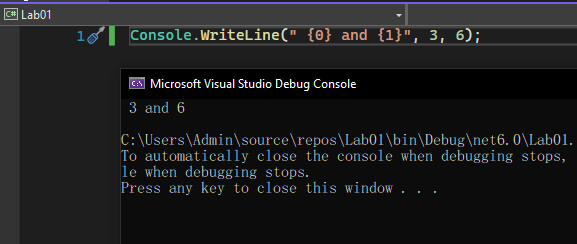 C# Lab01
1 Console.WriteLine(" {0} and {1}", 3, 6);
C:\ Microsoft Visual Studio Debug Console
3 and 6
C:\Users\Admin\source\repos\Lab01\bin\Debug\net6.0\Lab01.
To automatically close the console when debugging stops,
le when debugging stops.
Press any key to close this window . . .